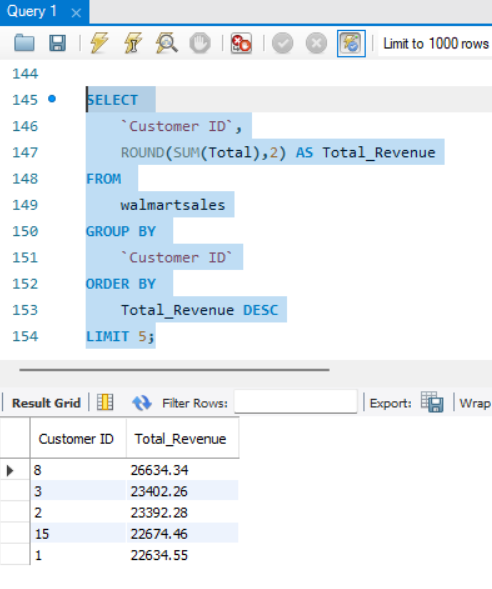 Query 1
Limit to 1000 rows
144
145 SELECT
146 `Customer ID`,
147 ROUND(SUM(Total),2) AS Total_Revenue
148 FROM
149 walmartsales
150 GROUP BY
151 `Customer ID`
152 ORDER BY
153 Total_Revenue DESC
154 LIMIT 5;
Result Grid Filter Rows: Export: Wrap
Customer ID Total_Revenue
8 26634.34
3 23402.26
2 23392.28
15 22674.46
1 22634.55